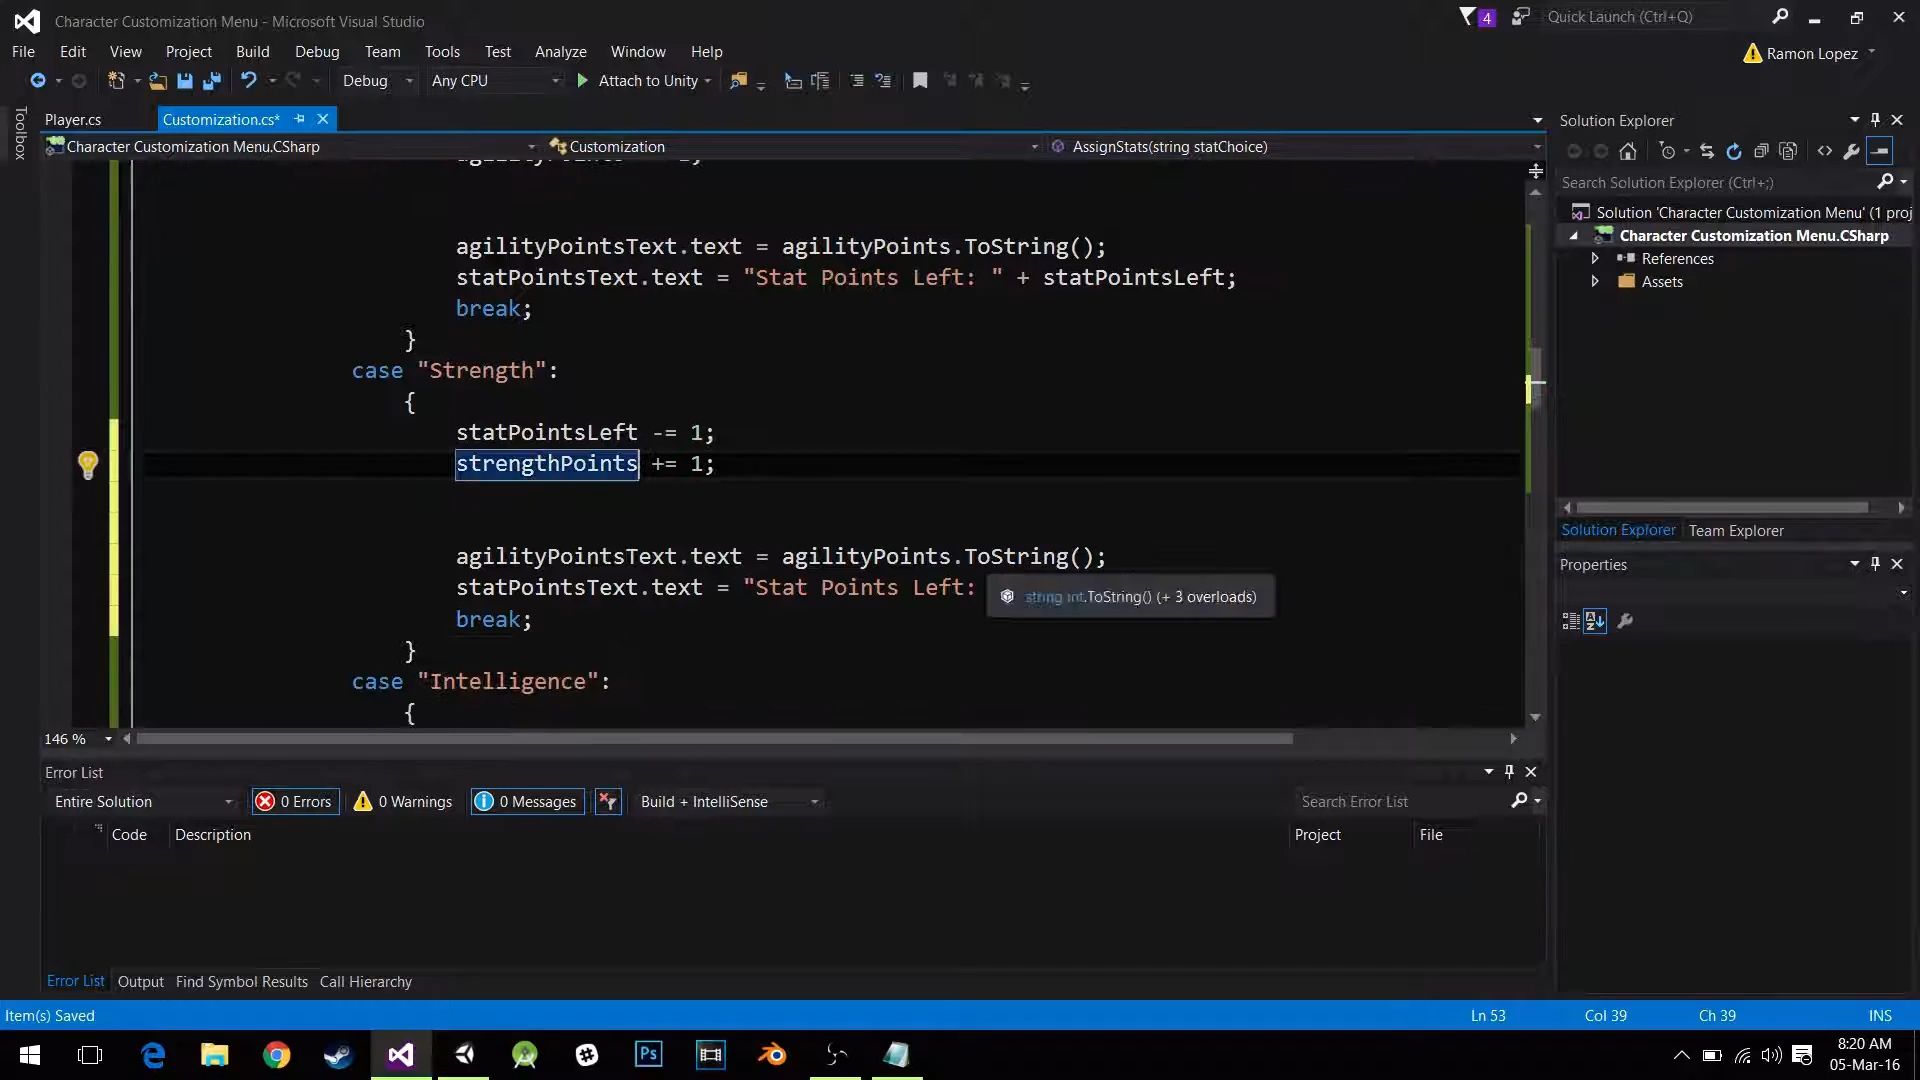 Character Customization Menu - Microsoft Visual Studio
4
Quick Launch (Ctrl+Q)
File Edit View Project Build Debug Team Tools Test Analyze Window Help
Ramon Lopez
Debug Any CPU Attach to Unity
Toolbox
Player.cs Customization.cs*
Character Customization Menu.CSharp Customization AssignStats(string statChoice)
agilityPointsText.text = agilityPoints.ToString();
statPointsText.text = "Stat Points Left: " + statPointsLeft;
break;
}
case "Strength":
{
statPointsLeft -= 1;
strengthPoints += 1;
agilityPointsText.text = agilityPoints.ToString();
statPointsText.text = "Stat Points Left:
string int.ToString() (+ 3 overloads)
break;
}
case "Intelligence":
{
146 %
Solution Explorer
Search Solution Explorer (Ctrl+;)
Solution 'Character Customization Menu' (1 proj
Character Customization Menu.CSharp
References
Assets
Solution Explorer Team Explorer
Properties
Error List
Entire Solution 0 Errors 0 Warnings 0 Messages Build + IntelliSense Search Error List
Code Description Project File
Error List Output Find Symbol Results Call Hierarchy
Item(s) Saved Ln 53 Col 39 Ch 39 INS
Ps
8:20 AM
05-Mar-16